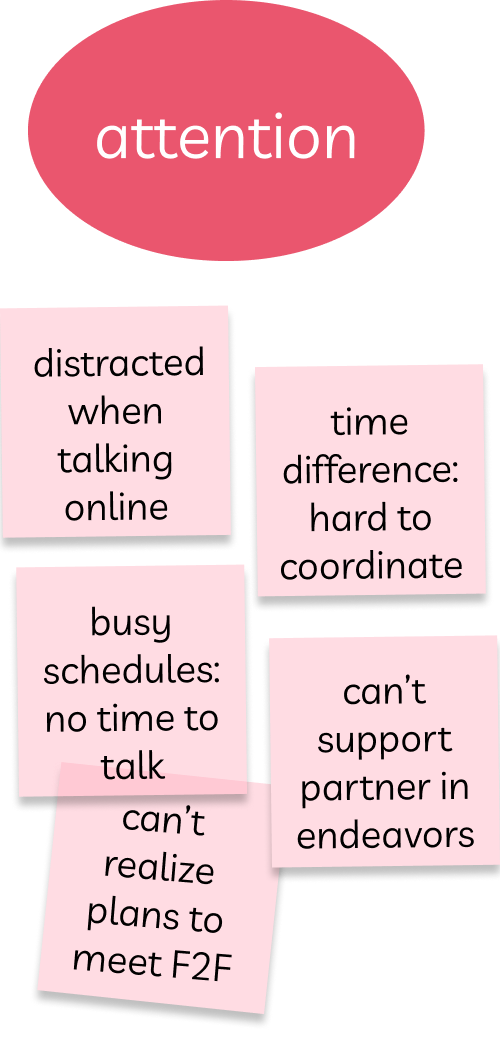 attention
distracted
when
talking
online
time
difference:
hard to
coordinate
busy
schedules:
no time to
talk
can't
support
partner in
endeavors
can't
realize
plans to
meet F2F